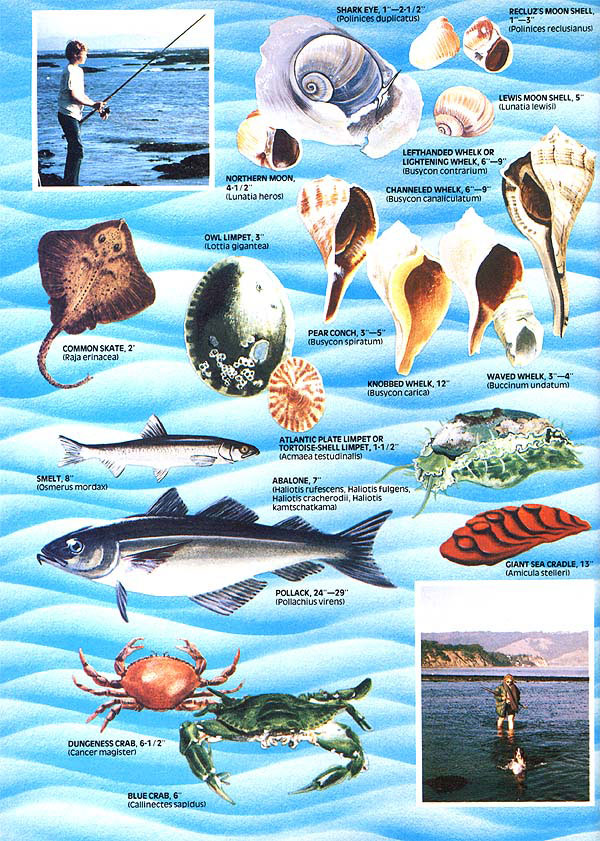 SHARK EYE, 1"—2-1/2"
(Polinices duplicatus)
RECLUZ'S MOON SHELL,
1"—3"
(Polinices reclusianus)
LEWIS MOON SHELL, 5"
(Lunatia lewisi)
LEFTHANDED WHELK OR
LIGHTENING WHELK, 6"—9"
(Busycon contrarium)
NORTHERN MOON,
4-1/2"
(Lunatia heros)
CHANNELED WHELK, 6"—9"
(Busycon canaliculatum)
OWL LIMPET, 3"
(Lottia gigantea)
COMMON SKATE, 2'
(Raja erinacea)
PEAR CONCH, 3"—5"
(Busycon spiratum)
KNOBBED WHELK, 12"
(Busycon carica)
WAVED WHELK, 3"—4"
(Buccinum undatum)
ATLANTIC PLATE LIMPET OR
TORTOISE-SHELL LIMPET, 1-1/2"
(Acmaea testudinalis)
SMELT, 8"
(Osmerus mordax)
ABALONE, 7"
(Haliotis rufescens, Haliotis fulgens,
Haliotis cracherodii, Haliotis
kamtschatkama)
GIANT SEA CRADLE, 13"
(Amicula stelleri)
POLLACK, 24"—29"
(Pollachius virens)
DUNGENESS CRAB, 6-1/2"
(Cancer magister)
BLUE CRAB, 6"
(Callinectes sapidus)